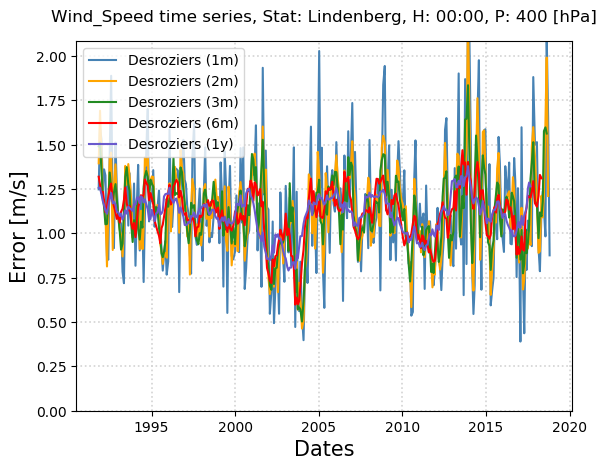 Wind_Speed time series, Stat: Lindenberg, H: 00:00, P: 400 [hPa]
2.00
1.75
1.50
1.25
1.00
0.75
0.50
0.25
0.00
Error [m/s]
Desroziers (1m)
Desroziers (2m)
Desroziers (3m)
Desroziers (6m)
Desroziers (1y)
1995 2000 2005 2010 2015 2020
Dates